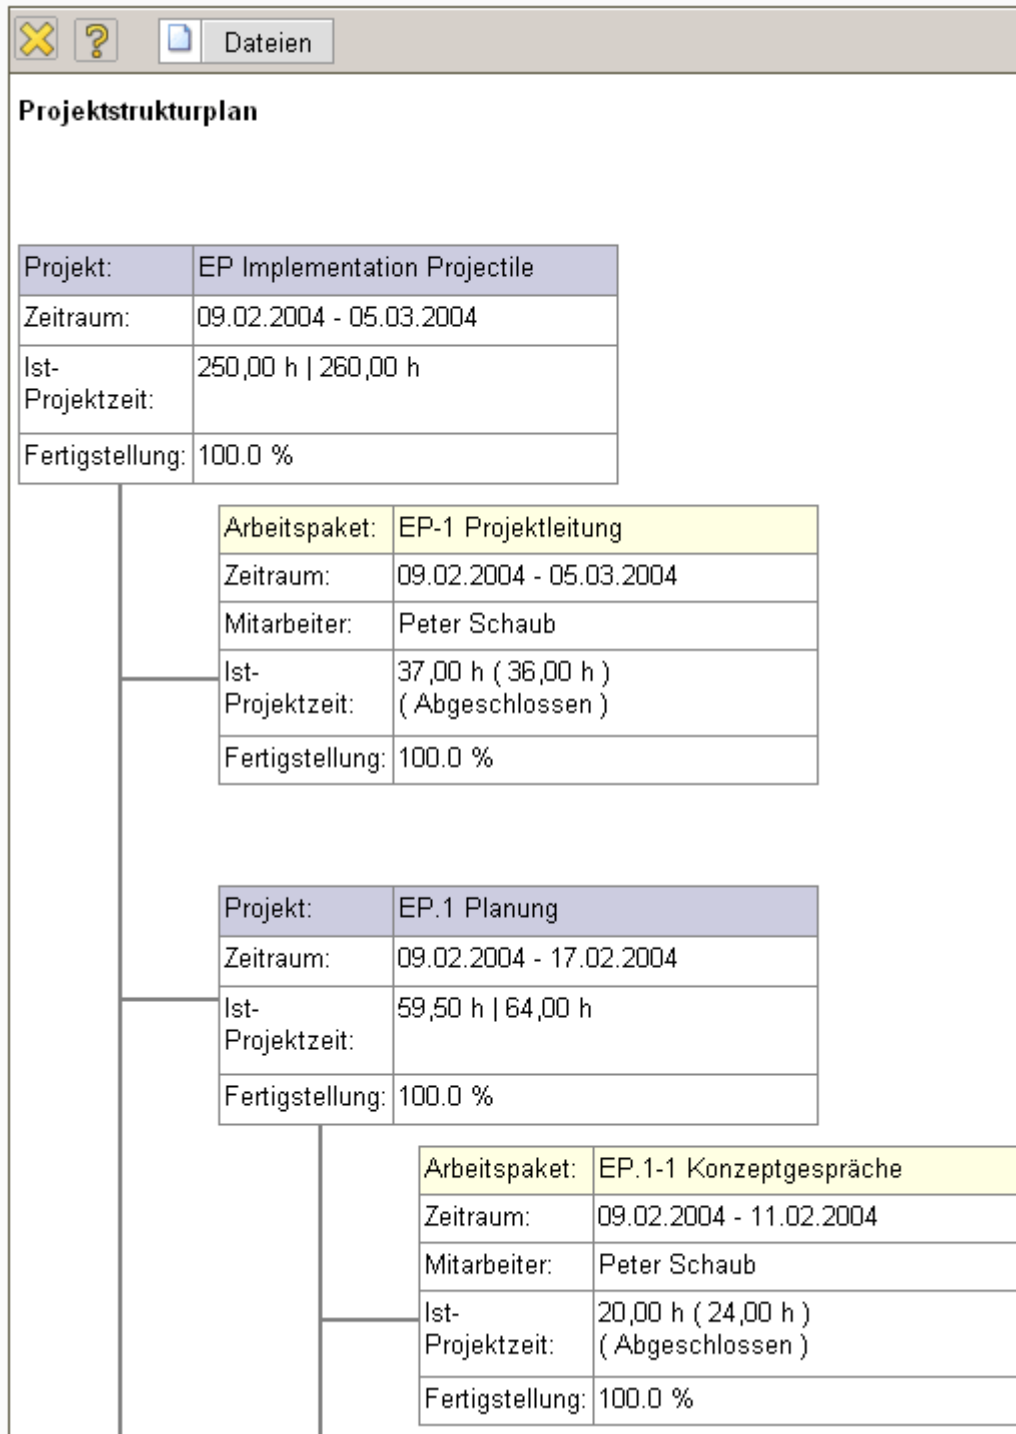 Dateien
Projektstrukturplan
Projekt: EP Implementation Projectile
Zeitraum: 09.02.2004 - 05.03.2004
Ist- 250,00 h | 260,00 h
Projektzeit:
Fertigstellung: 100.0 %
Arbeitspaket: EP-1 Projektleitung
Zeitraum: 09.02.2004 - 05.03.2004
Mitarbeiter: Peter Schaub
Ist- 37,00 h ( 36,00 h )
Projektzeit: ( Abgeschlossen )
Fertigstellung: 100.0 %
Projekt: EP.1 Planung
Zeitraum: 09.02.2004 - 17.02.2004
Ist- 59,50 h | 64,00 h
Projektzeit:
Fertigstellung: 100.0 %
Arbeitspaket: EP.1-1 Konzeptgespräche
Zeitraum: 09.02.2004 - 11.02.2004
Mitarbeiter: Peter Schaub
Ist- 20,00 h ( 24,00 h )
Projektzeit: ( Abgeschlossen )
Fertigstellung: 100.0 %